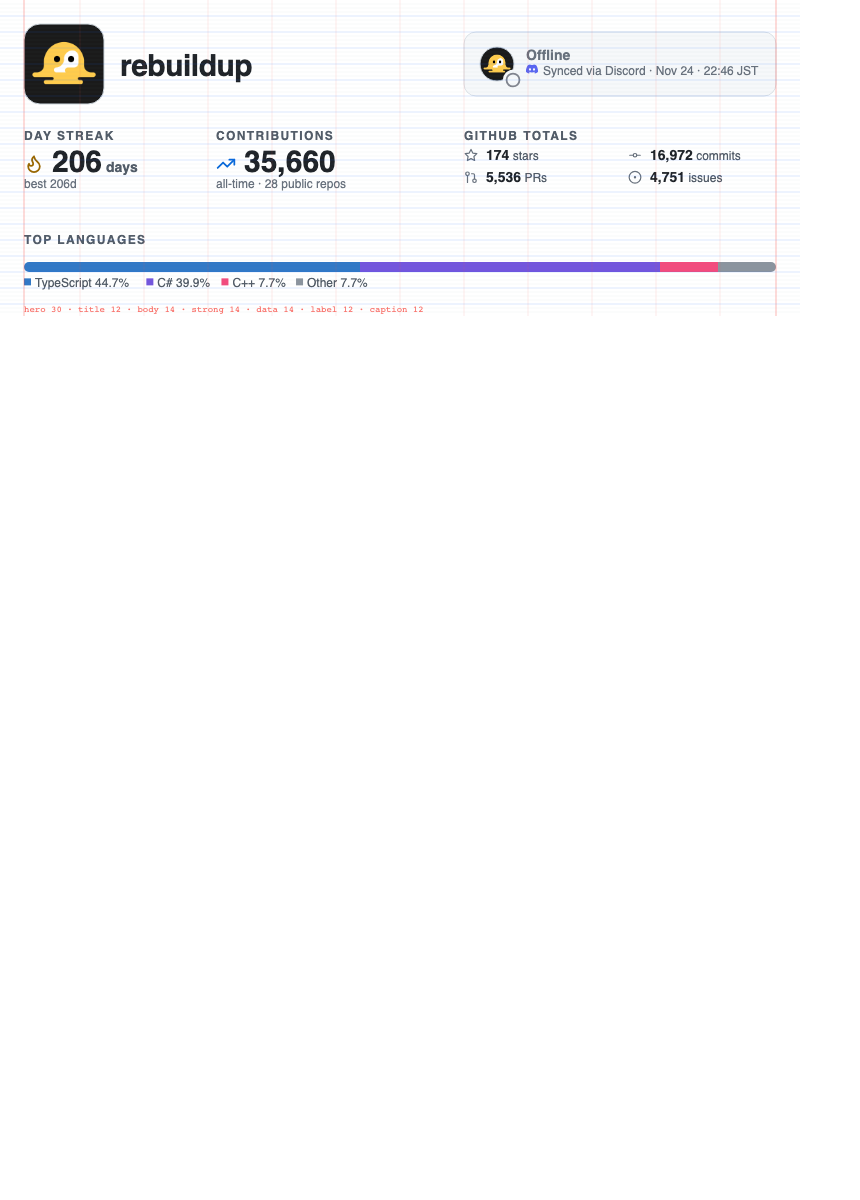 rebuildup
Offline
Synced via Discord · Nov 24 · 22:46 JST
DAY STREAK
206 days
best 206d
CONTRIBUTIONS
35,660
all-time · 28 public repos
GITHUB TOTALS
174 stars
16,972 commits
5,536 PRs
4,751 issues
TOP LANGUAGES
TypeScript 44.7% C# 39.9% C++ 7.7% Other 7.7%
hero 30 · title 12 · body 14 · strong 14 · data 14 · label 12 · caption 12